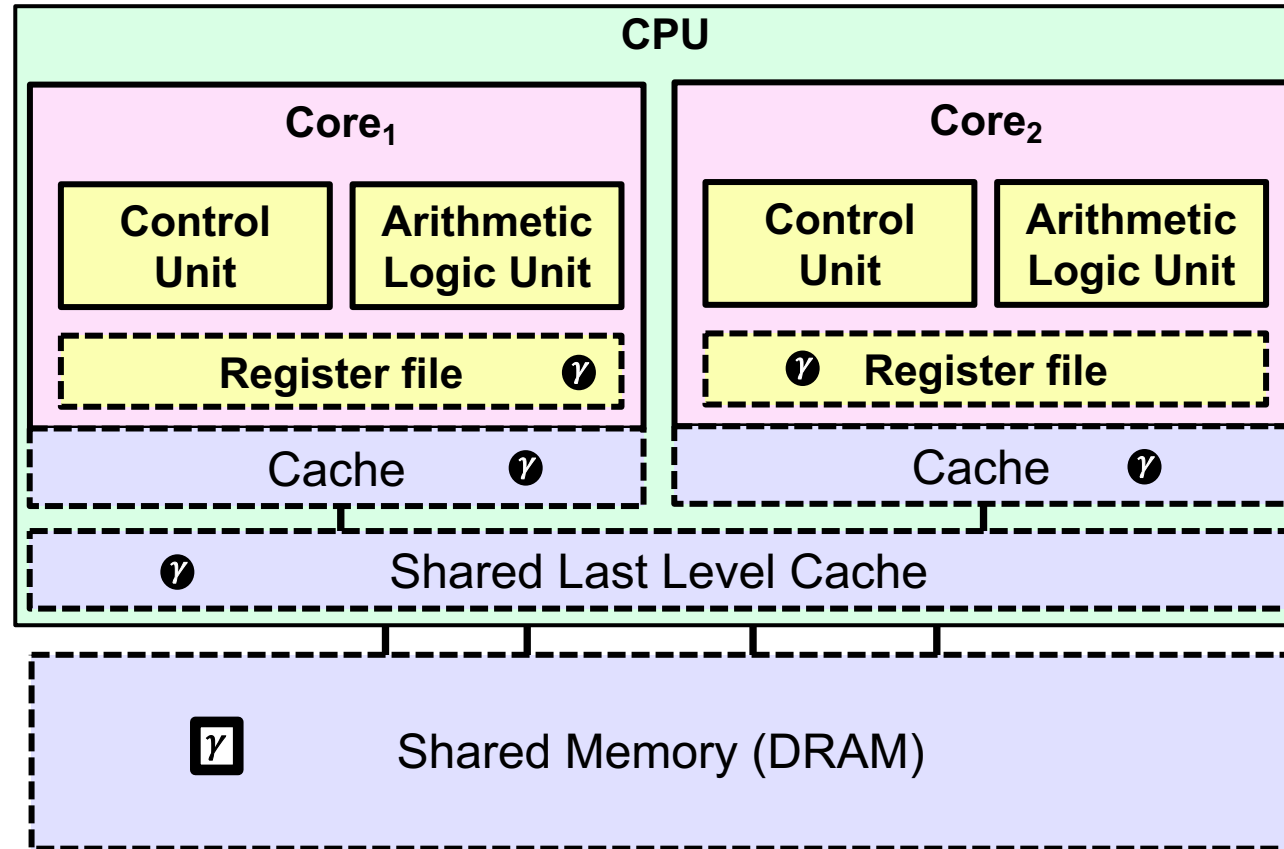 CPU
Core₁
Control
Unit
Arithmetic
Logic Unit
Register file γ
Cache γ
Core₂
Control
Unit
Arithmetic
Logic Unit
γ Register file
Cache γ
γ Shared Last Level Cache
γ Shared Memory (DRAM)